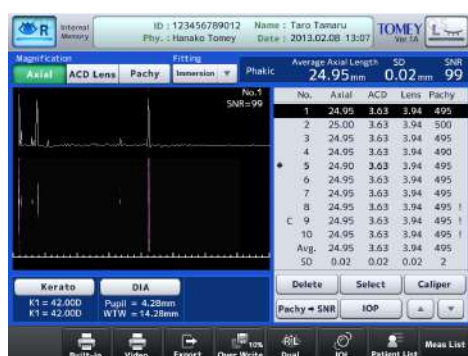 R Internal Memory
ID : 123456789012 Name : Taro Tamaru
Phy. : Hanako Tomey Date : 2013.02.08 13:07
TOMEY
Ver.1A
L
Magnification Fitting
Axial ACD Lens Pachy Immersion Phakic
Average Axial Length SD SNR
24.95mm 0.02mm 99
No.1
SNR=99
No. Axial ACD Lens Pachy
1 24.95 3.63 3.94 495
2 25.00 3.63 3.94 500
3 24.95 3.63 3.94 495
4 24.95 3.63 3.94 490
5 24.90 3.63 3.94 495
6 24.95 3.63 3.94 495
7 24.95 3.63 3.94 495
8 24.95 3.63 3.94 495 !
C 9 24.95 3.63 3.94 495 !
10 24.95 3.63 3.94 495 !
Avg. 24.95 3.63 3.94 495
SD 0.02 0.02 0.02 2
Kerato DIA
K1 = 42.00D Pupil = 4.28mm
K1 = 42.00D WTW = 14.28mm
Delete Select Caliper
Pachy → SNR IOP
Built-in Video Export Over Write 10% Dual IOL Patient List Meas List